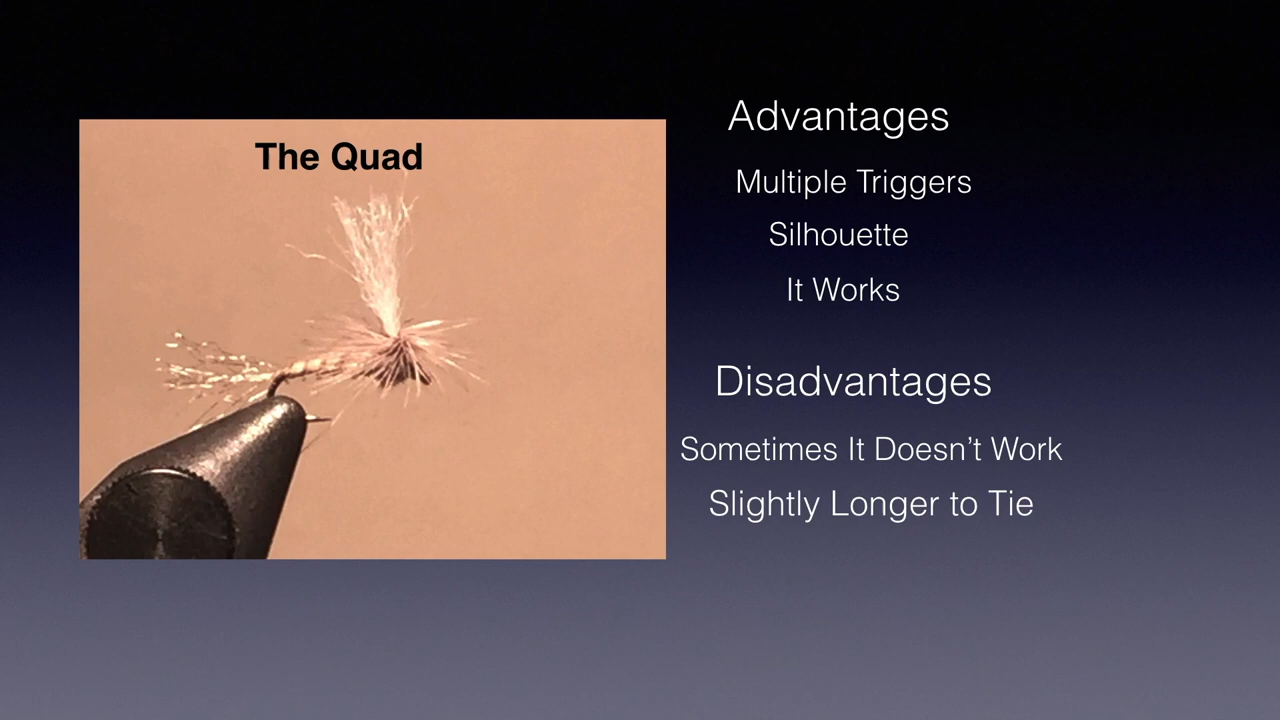 The Quad
Advantages
Multiple Triggers
Silhouette
It Works
Disadvantages
Sometimes It Doesn’t Work
Slightly Longer to Tie